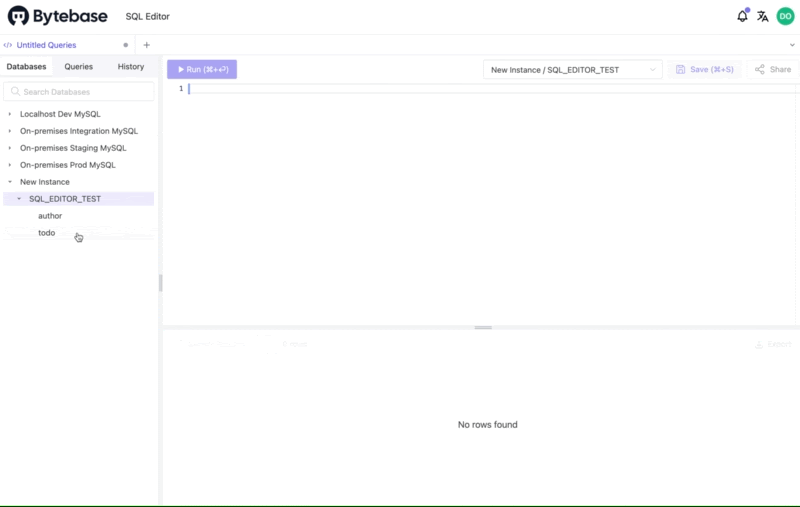 Bytebase SQL Editor DO
Untitled Queries
Databases Queries History
Run (⌘+⏎) New Instance / SQL_EDITOR_TEST Save (⌘+S) Share
Search Databases
1
Localhost Dev MySQL
On-premises Integration MySQL
On-premises Staging MySQL
On-premises Prod MySQL
New Instance
SQL_EDITOR_TEST
author
todo
Export
No rows found